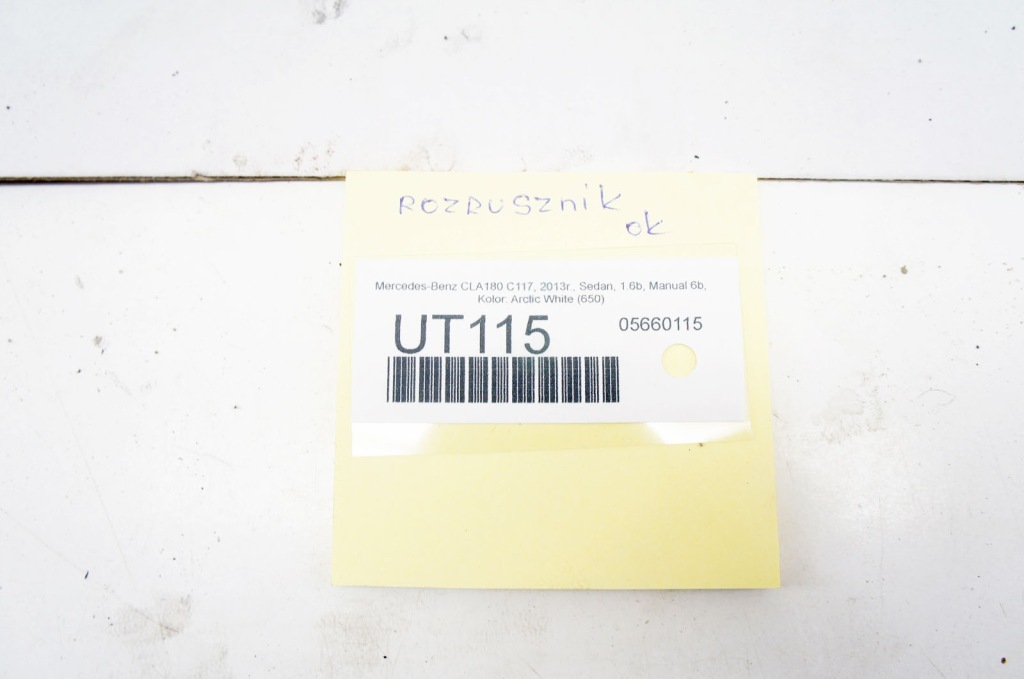 ROZRUSZniK
ok
Mercedes-Benz CLA180 C117, 2013r., Sedan, 1.6b, Manual 6b,
Kolor: Arctic White (650)
UT115
05660115